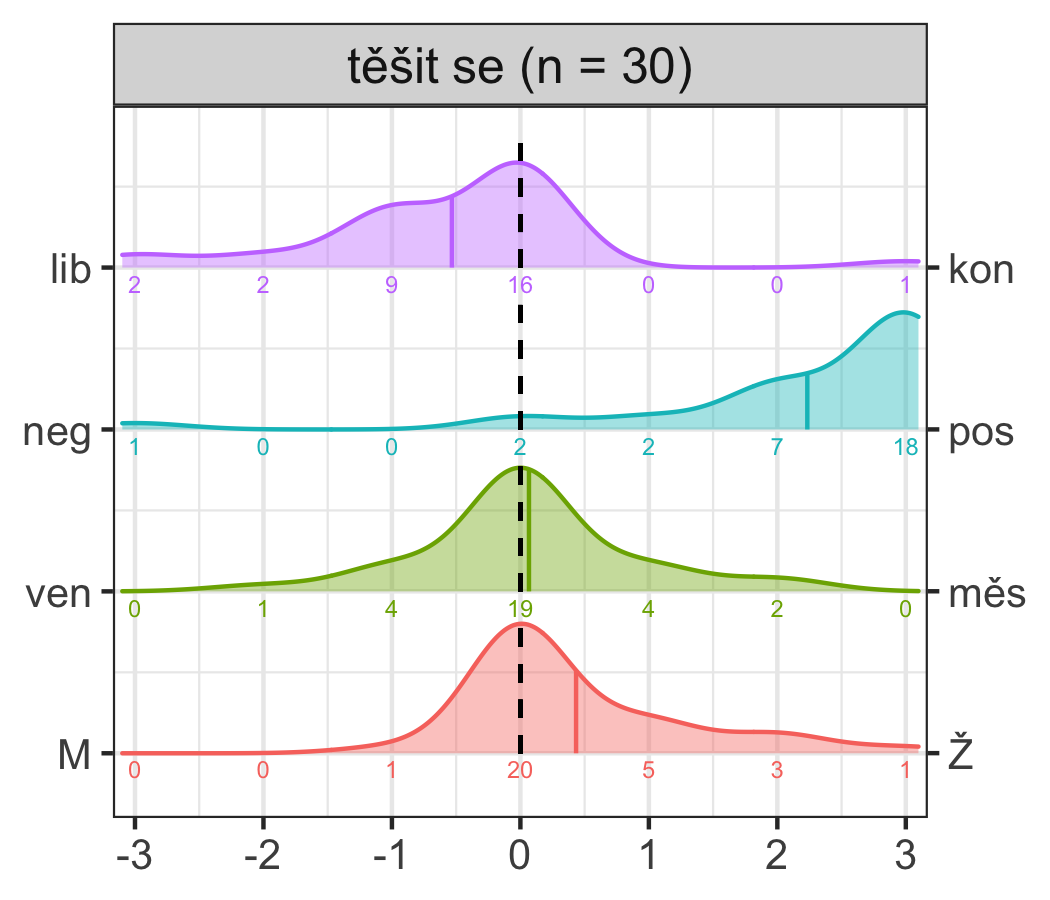 těšit se (n = 30)
lib kon
2 2 9 16 0 0 1
neg pos
1 0 0 2 2 7 18
ven měs
0 1 4 19 4 2 0
M Ž
0 0 1 20 5 3 1
-3 -2 -1 0 1 2 3